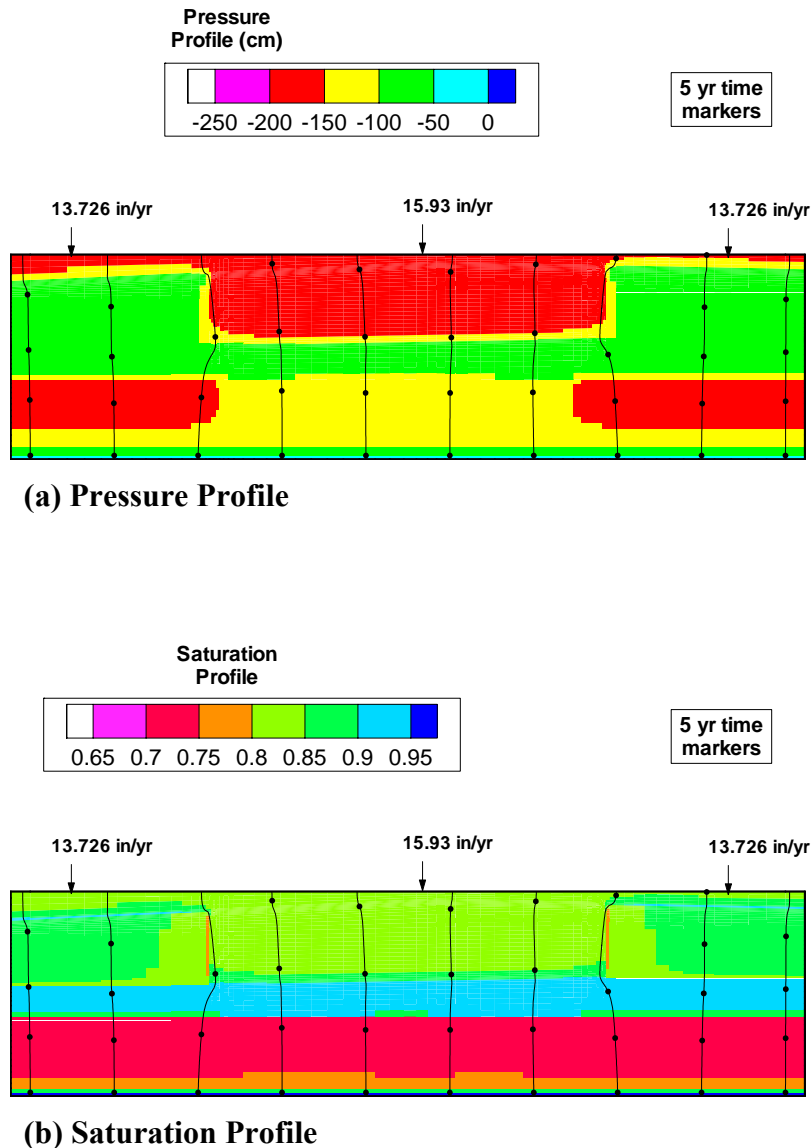 Pressure
Profile (cm)
-250 -200 -150 -100 -50 0
5 yr time
markers
13.726 in/yr 15.93 in/yr 13.726 in/yr
(a) Pressure Profile
Saturation
Profile
0.65 0.7 0.75 0.8 0.85 0.9 0.95
5 yr time
markers
13.726 in/yr 15.93 in/yr 13.726 in/yr
(b) Saturation Profile